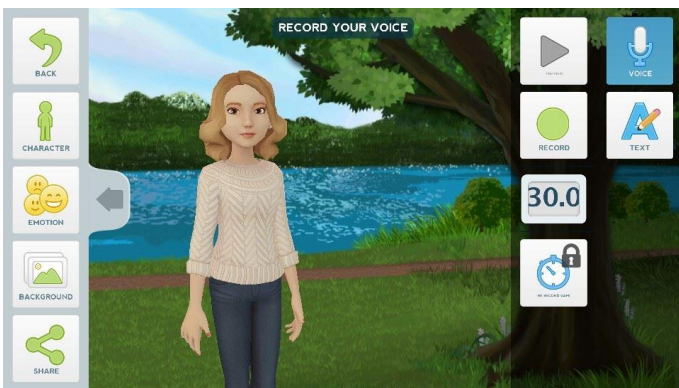 RECORD YOUR VOICE
BACK
CHARACTER
EMOTION
BACKGROUND
SHARE
VOICE
RECORD
TEXT
30.0